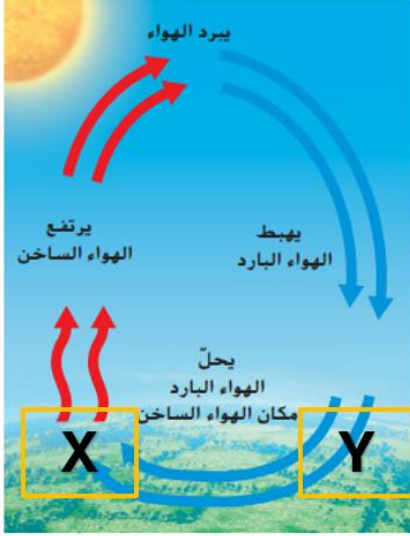 يبرد الهواء
يرتفع
الهواء الساخن
يهبط
الهواء البارد
يحلّ
الهواء البارد
مكان الهواء الساخن
X
Y